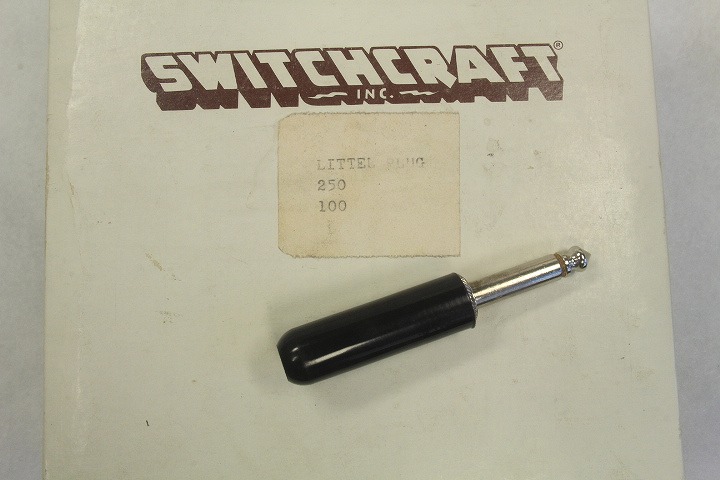 SWITCHCRAFT®
INC.
LITTEL PLUG
250
100